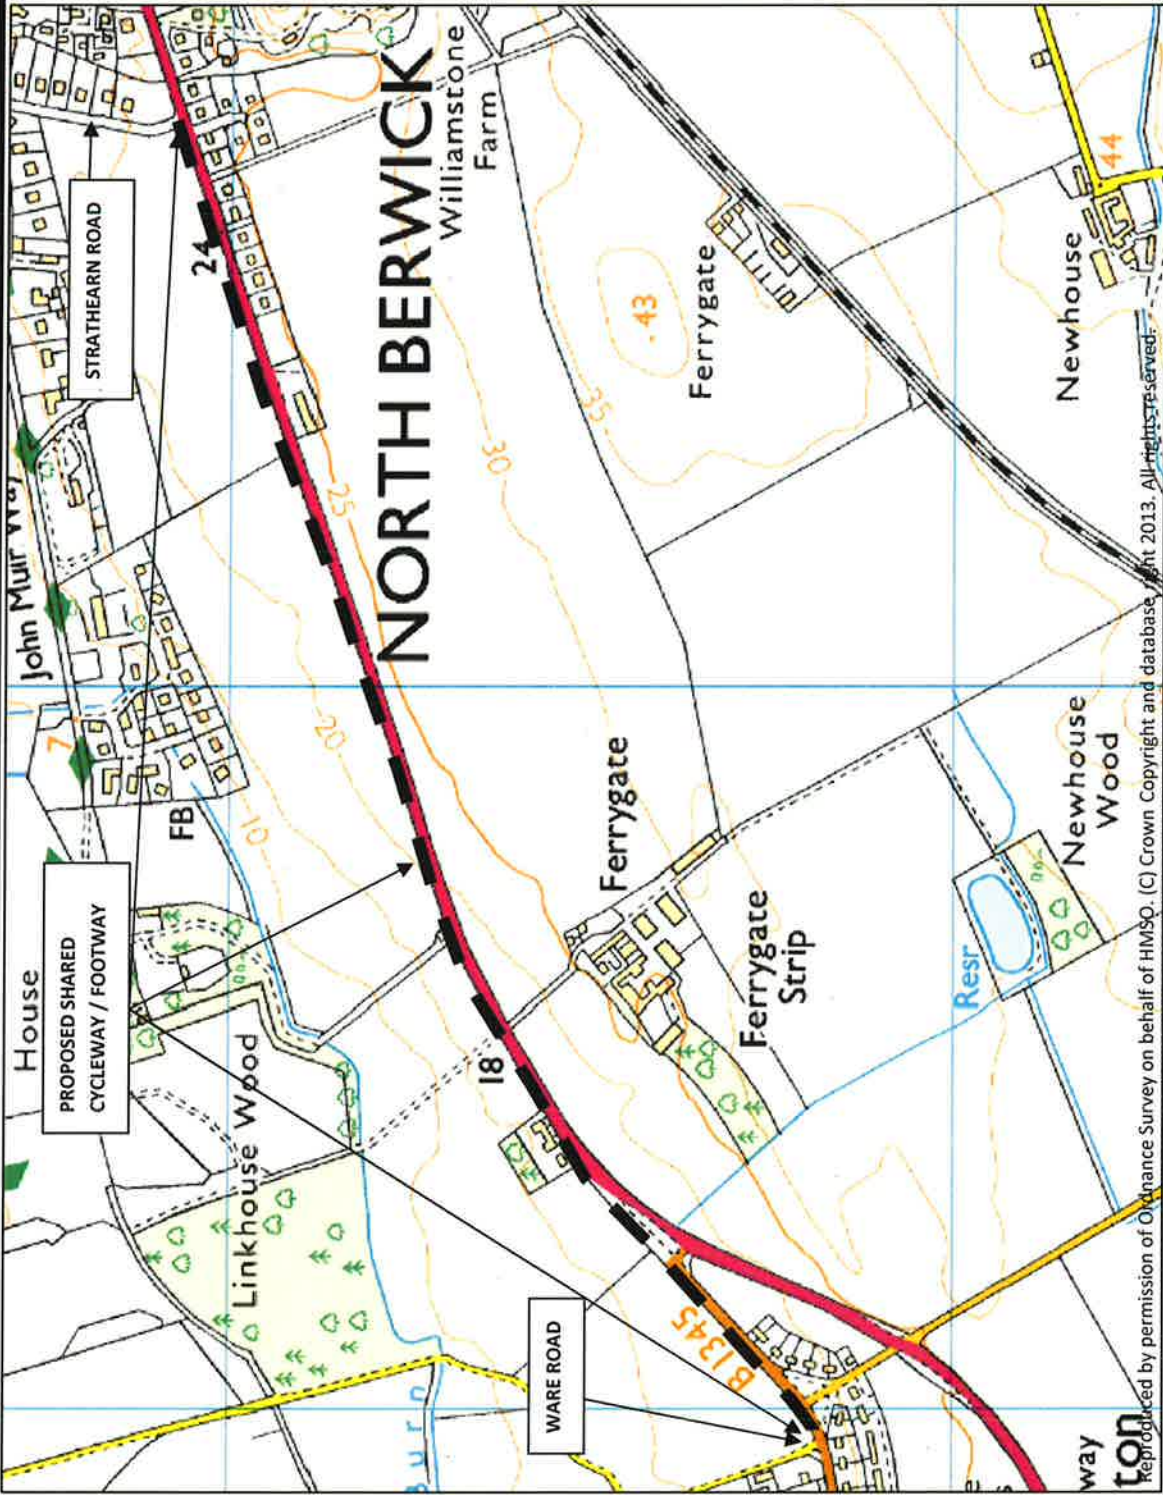 John Muir Way
7
STRATHEARN ROAD
24
House
FB
PROPOSED SHARED
CYCLEWAY / FOOTWAY
10
20
25
NORTH BERWICK
Williamstone
Farm
30
35
43
Ferrygate
Linkhouse Wood
18
Ferrygate
Ferrygate
Strip
44
Newhouse
Resr
Newhouse
Wood
WARE ROAD
B1345
Burn
way
ton
Reproduced by permission of Ordnance Survey on behalf of HMSO. (C) Crown Copyright and database right 2013. All rights reserved.